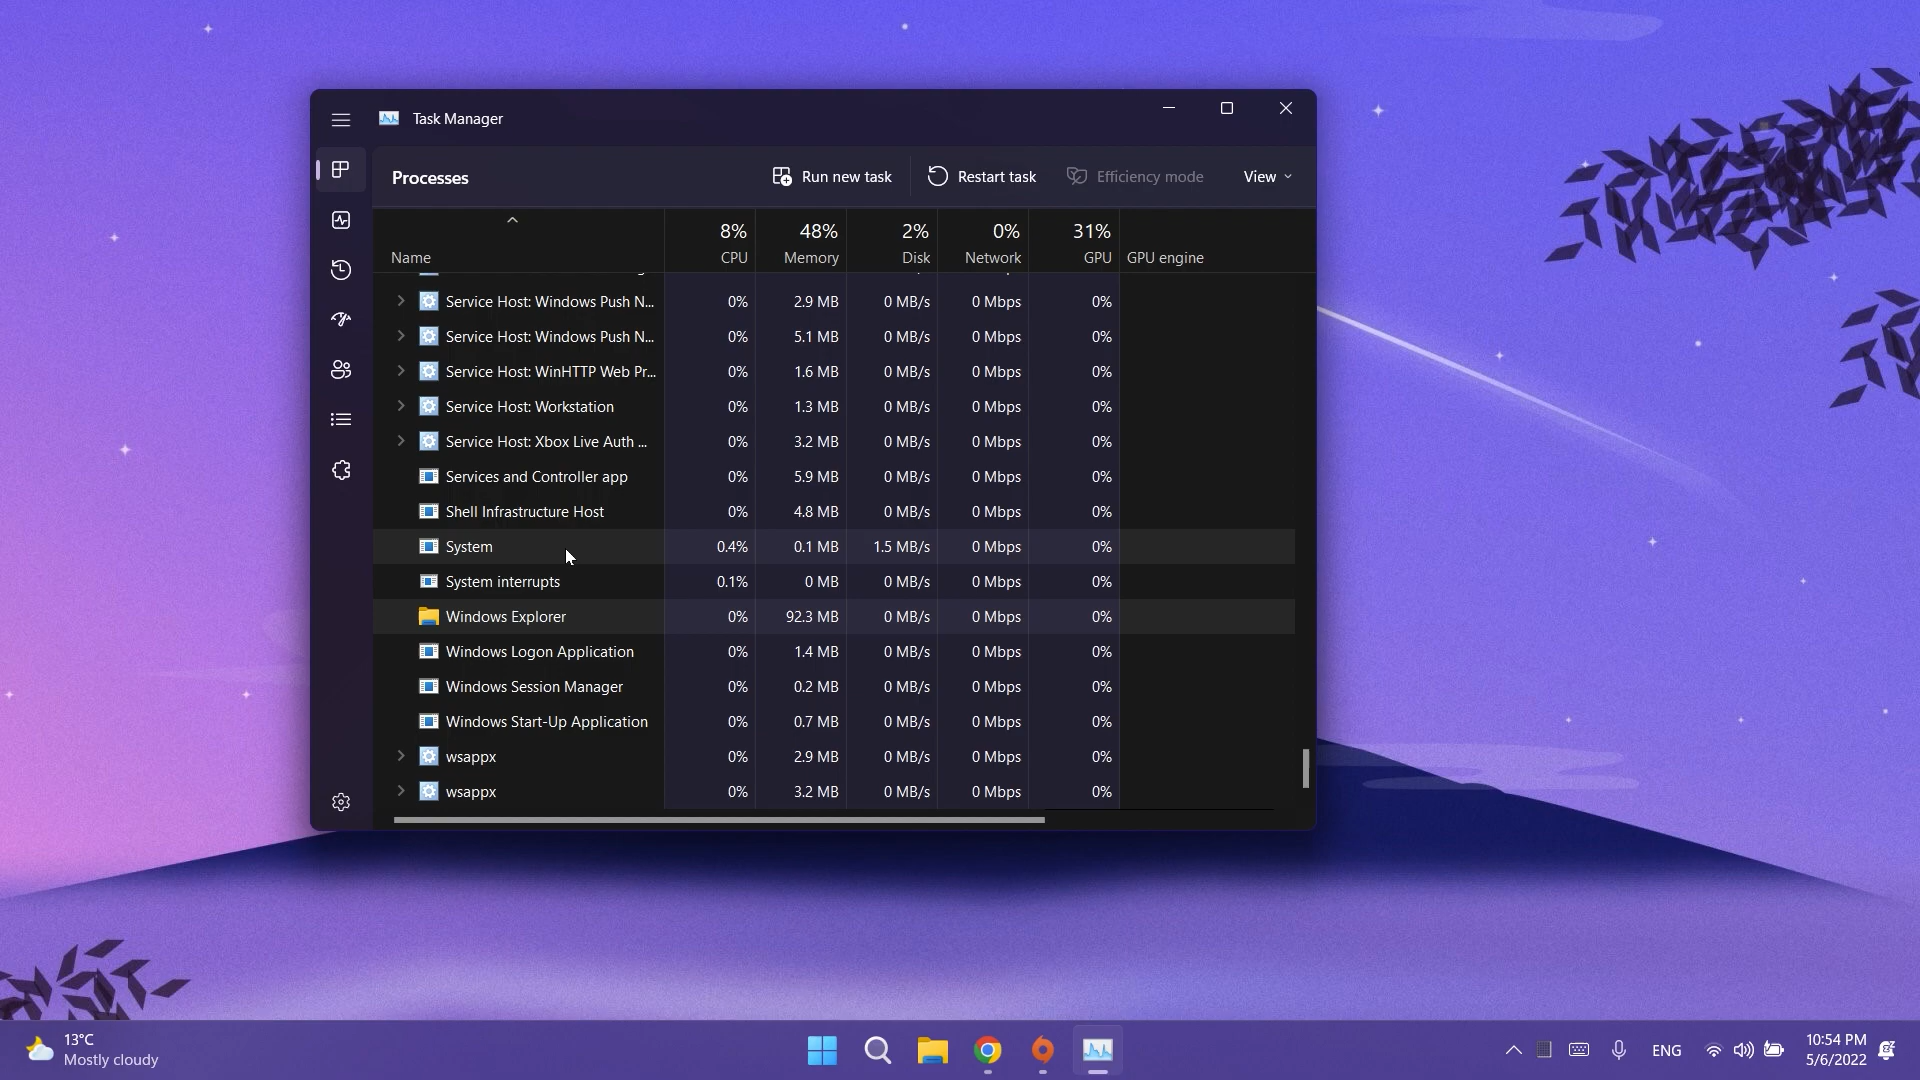 Task Manager
Processes Run new task Restart task Efficiency mode View
8% 48% 2% 0% 31%
Name CPU Memory Disk Network GPU GPU engine
Service Host: Windows Push N... 0% 2.9 MB 0 MB/s 0 Mbps 0%
Service Host: Windows Push N... 0% 5.1 MB 0 MB/s 0 Mbps 0%
Service Host: WinHTTP Web Pr... 0% 1.6 MB 0 MB/s 0 Mbps 0%
Service Host: Workstation 0% 1.3 MB 0 MB/s 0 Mbps 0%
Service Host: Xbox Live Auth ... 0% 3.2 MB 0 MB/s 0 Mbps 0%
Services and Controller app 0% 5.9 MB 0 MB/s 0 Mbps 0%
Shell Infrastructure Host 0% 4.8 MB 0 MB/s 0 Mbps 0%
System 0.4% 0.1 MB 1.5 MB/s 0 Mbps 0%
System interrupts 0.1% 0 MB 0 MB/s 0 Mbps 0%
Windows Explorer 0% 92.3 MB 0 MB/s 0 Mbps 0%
Windows Logon Application 0% 1.4 MB 0 MB/s 0 Mbps 0%
Windows Session Manager 0% 0.2 MB 0 MB/s 0 Mbps 0%
Windows Start-Up Application 0% 0.7 MB 0 MB/s 0 Mbps 0%
wsappx 0% 2.9 MB 0 MB/s 0 Mbps 0%
wsappx 0% 3.2 MB 0 MB/s 0 Mbps 0%
13°C
Mostly cloudy
ENG
10:54 PM
5/6/2022